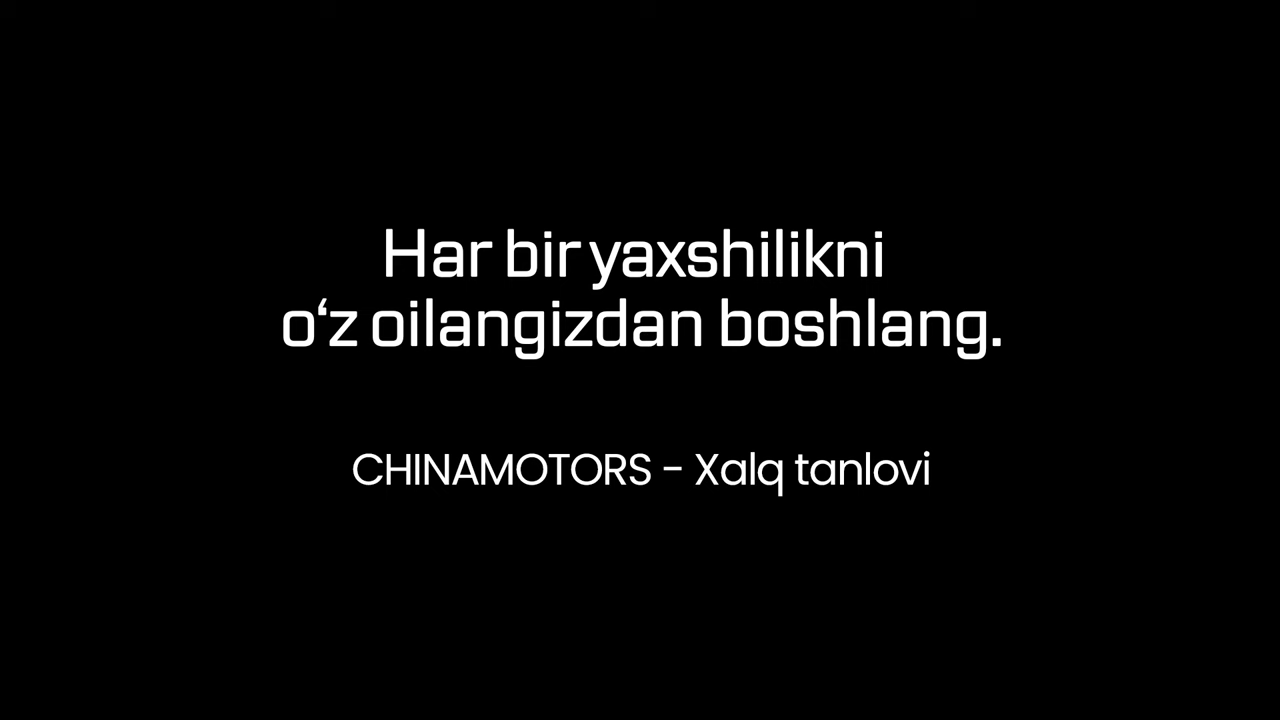 Har bir yaxshilikni
o‘z oilangizdan boshlang.
CHINAMOTORS - Xalq tanlovi